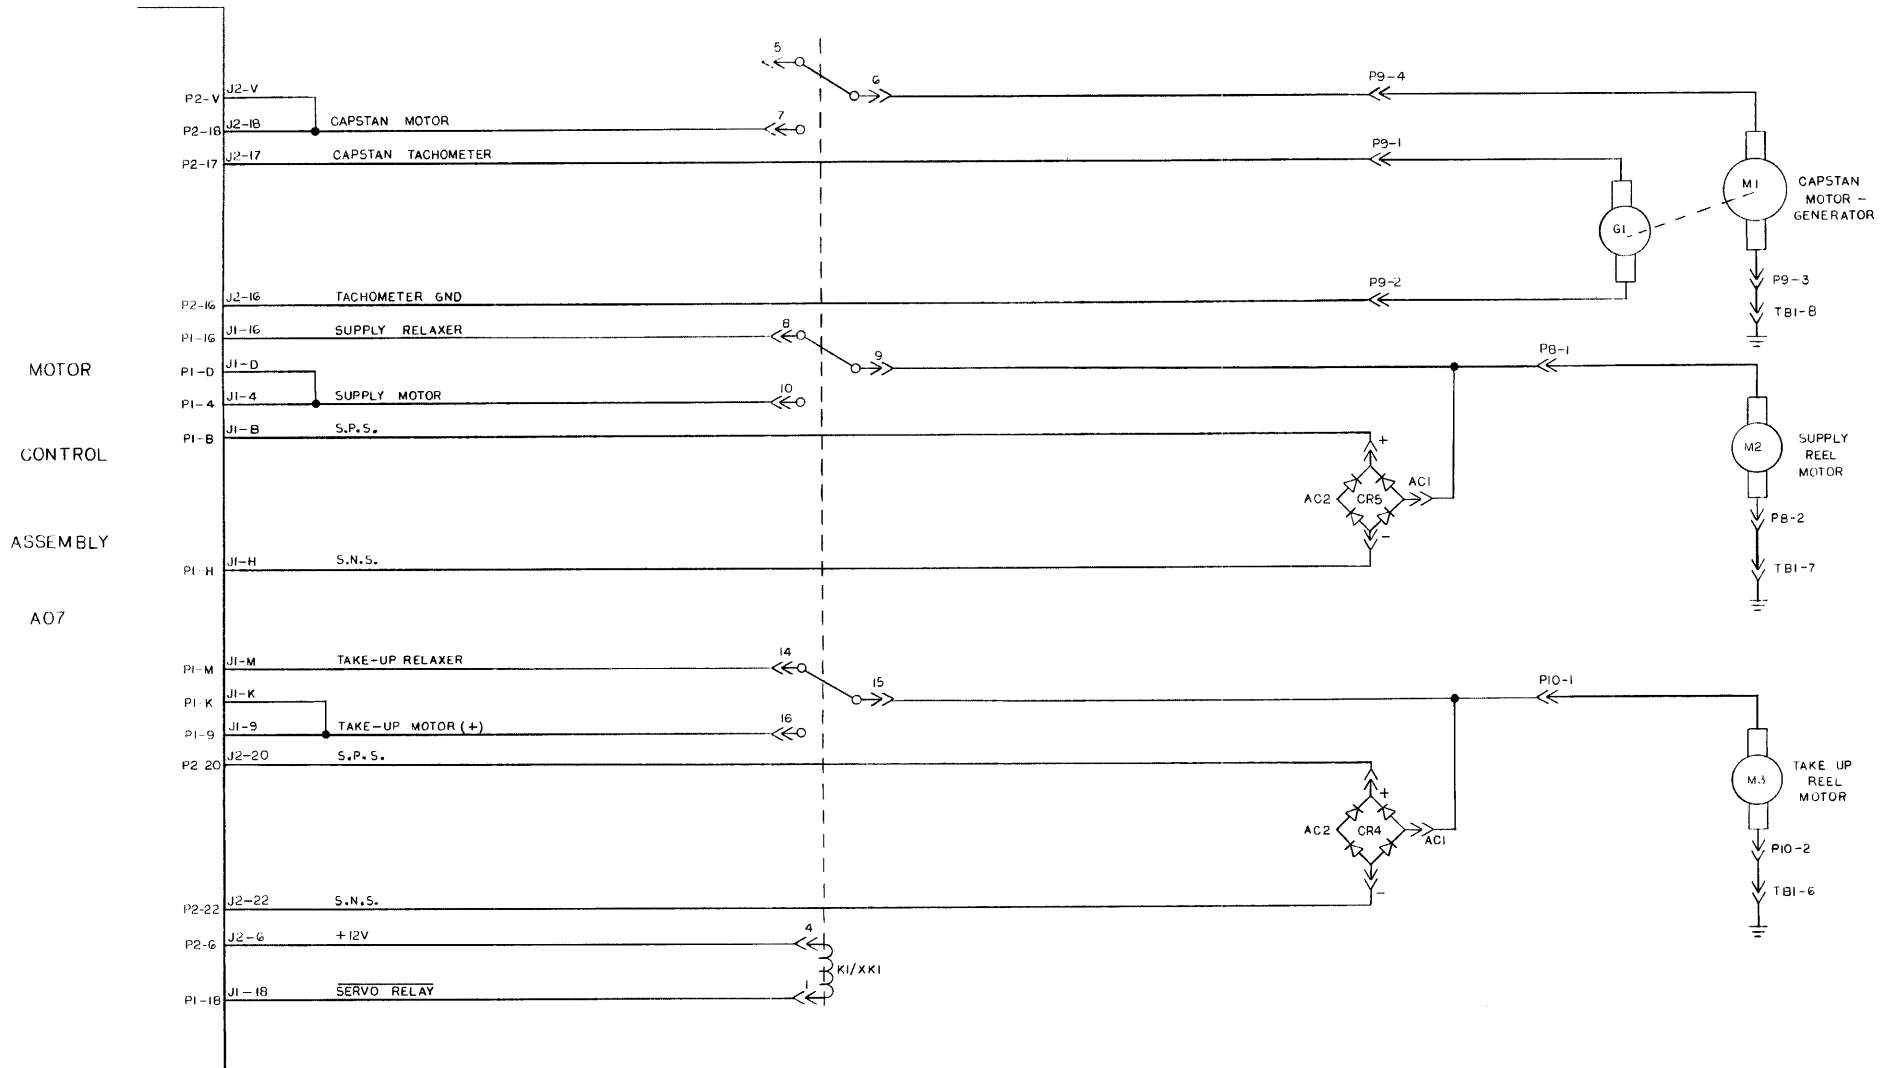 5
6
P9-4
J2-V
P2-V
7
J2-18
P2-18
CAPSTAN MOTOR
J2-17
P2-17
CAPSTAN TACHOMETER
P9-1
M1
CAPSTAN
MOTOR -
GENERATOR
G1
P9-3
TB1-8
J2-16
P2-16
TACHOMETER GND
P9-2
J1-16
P1-16
SUPPLY RELAXER
8
9
P8-1
MOTOR
CONTROL
ASSEMBLY
A07
J1-D
P1-D
J1-4
P1-4
SUPPLY MOTOR
10
J1-B
P1-B
S.P.S.
+
AC2
CR5
AC1
-
M2
SUPPLY
REEL
MOTOR
P8-2
TB1-7
J1-H
P1-H
S.N.S.
J1-M
P1-M
TAKE-UP RELAXER
14
15
P10-1
J1-K
P1-K
J1-9
P1-9
TAKE-UP MOTOR (+)
16
J2-20
P2 20
S.P.S.
+
AC2
CR4
AC1
-
M3
TAKE UP
REEL
MOTOR
P10-2
TB1-6
J2-22
P2-22
S.N.S.
J2-6
P2-6
+12V
4
K1/XK1
J1-18
P1-18
SERVO RELAY
1